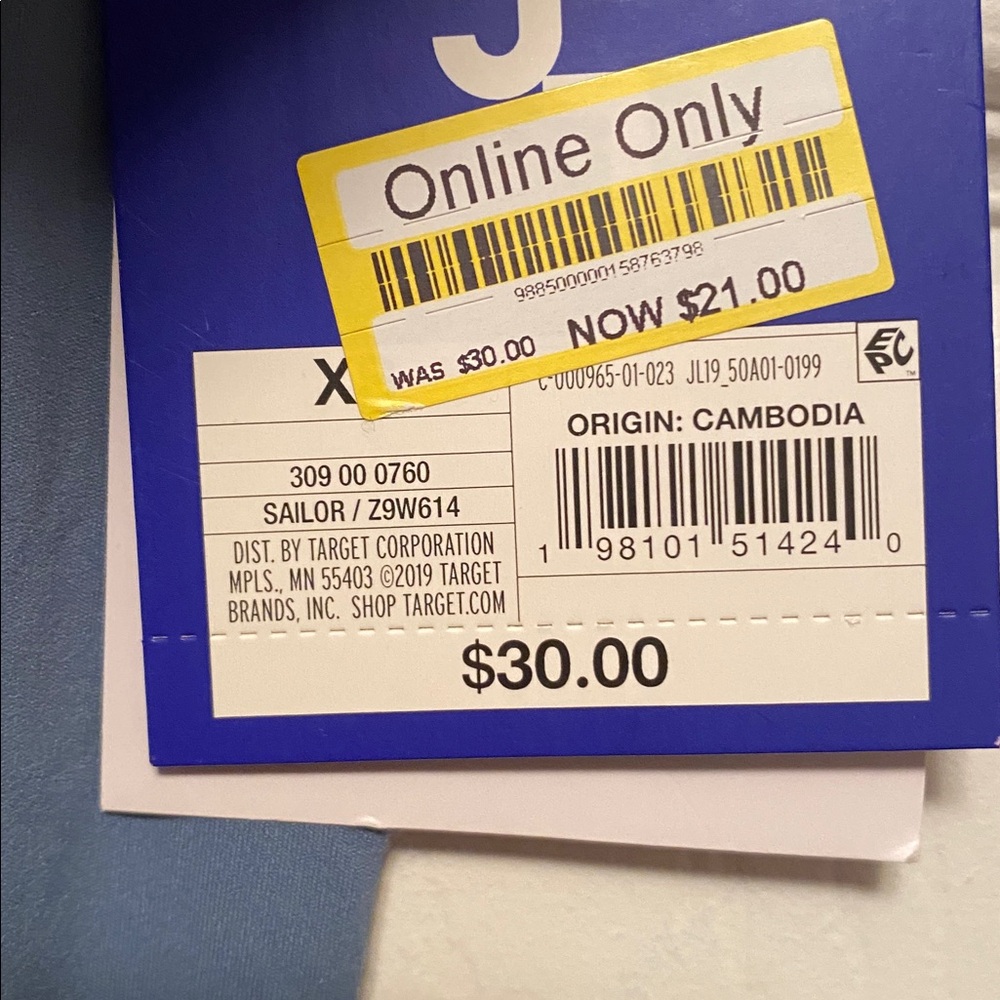 J
Online Only
9885000000158763798
WAS $30.00 NOW $21.00
X
C-000965-01-023 JL19_50A01-0199
EPC
TM
ORIGIN: CAMBODIA
309 00 0760
SAILOR / Z9W614
DIST. BY TARGET CORPORATION
MPLS., MN 55403 ©2019 TARGET
BRANDS, INC. SHOP TARGET.COM
1 98101 51424 0
$30.00